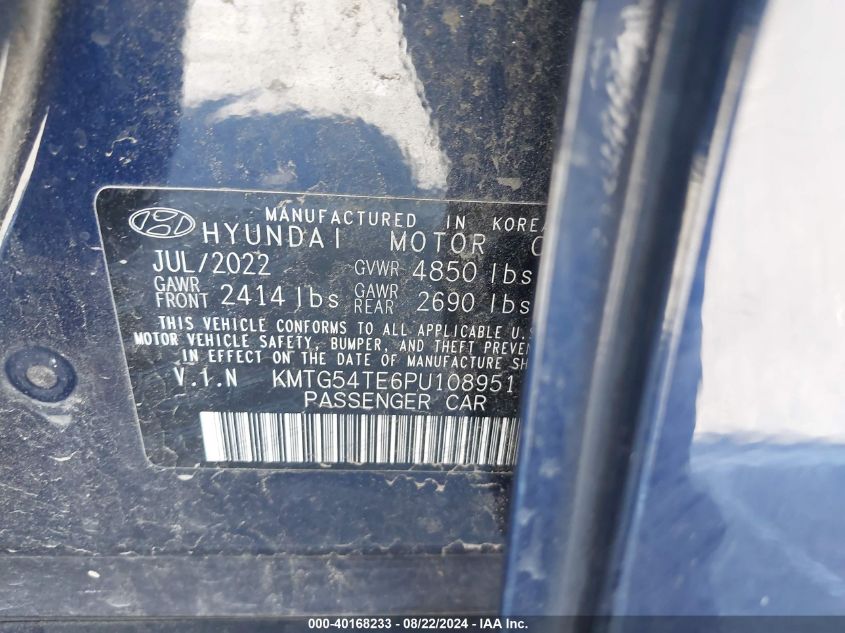 MANUFACTURED IN KOREA
HYUNDAI MOTOR C
JUL/2022 GVWR 4850 lbs
GAWR FRONT 2414 lbs GAWR REAR 2690 lbs
THIS VEHICLE CONFORMS TO ALL APPLICABLE U.S
MOTOR VEHICLE SAFETY, BUMPER, AND THEFT PREVEN
IN EFFECT ON THE DATE OF MANUFACTURE SH
V.I.N KMTG54TE6PU108951
PASSENGER CAR
000-40168233 - 08/22/2024 - IAA Inc.